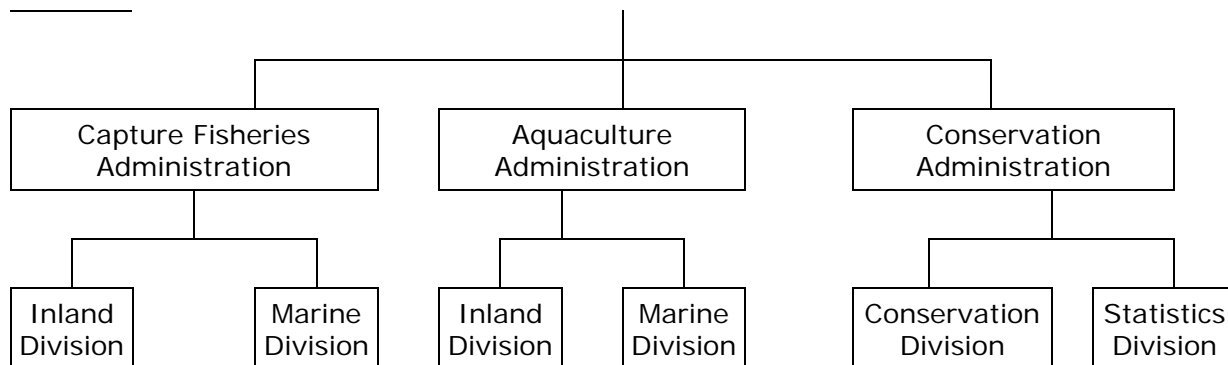 Capture Fisheries
Administration
Aquaculture
Administration
Conservation
Administration
Inland
Division
Marine
Division
Inland
Division
Marine
Division
Conservation
Division
Statistics
Division